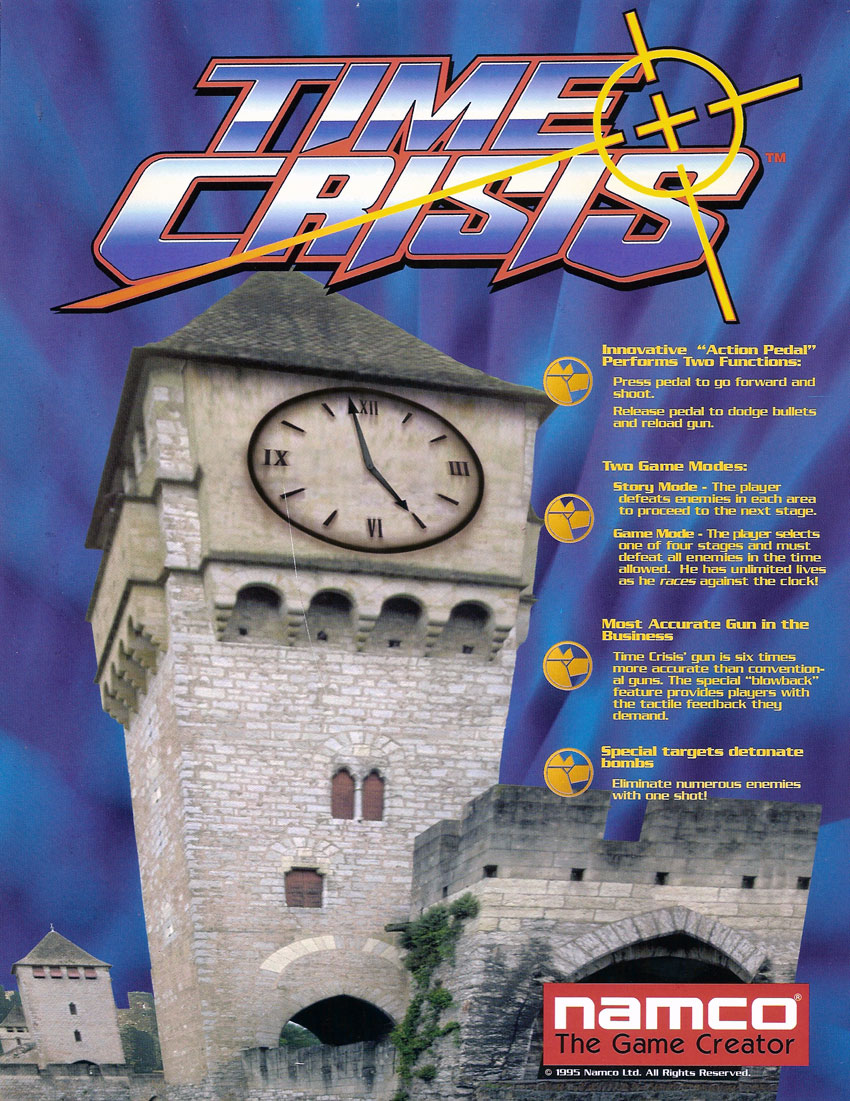 TIME
CRISIS™
Innovative "Action Pedal"
Performs Two Functions:
Press pedal to go forward and
shoot.
Release pedal to dodge bullets
and reload gun.
Two Game Modes:
Story Mode - The player
defeats enemies in each area
to proceed to the next stage.
Game Mode - The player selects
one of four stages and must
defeat all enemies in the time
allowed. He has unlimited lives
as he races against the clock!
Most Accurate Gun in the
Business
Time Crisis' gun is six times
more accurate than convention-
al guns. The special "blowback"
feature provides players with
the tactile feedback they
demand.
Special targets detonate
bombs
Eliminate numerous enemies
with one shot!
XII
IX
III
VI
namco®
The Game Creator
© 1995 Namco Ltd. All Rights Reserved.